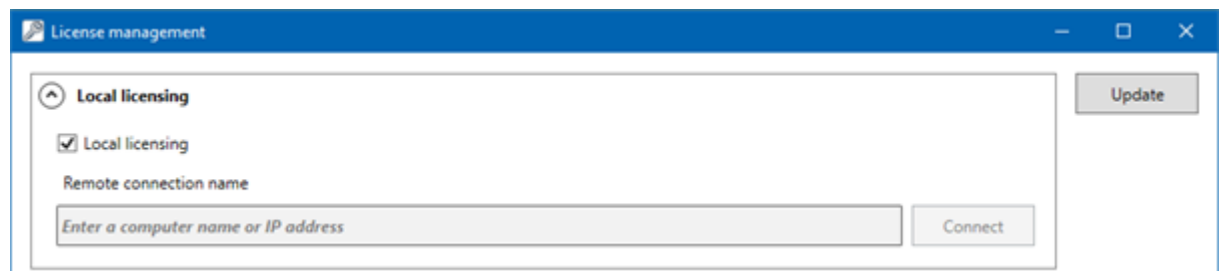 License management
Local licensing
Update
Local licensing
Remote connection name
Enter a computer name or IP address
Connect